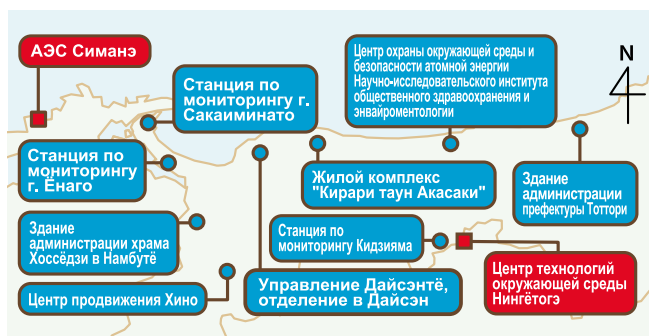 АЭС Симанэ
Станция по
мониторингу г.
Сакаиминато
Центр охраны окружающей среды и
безопасности атомной энергии
Научно-исследовательского института
общественного здравоохранения и
энвайроментологии
N
Станция по
мониторингу
г. Ёнаго
Жилой комплекс
"Кирари таун Акасаки"
Здание
администрации
префектуры Тоттори
Здание
администрации храма
Хоссёдзи в Намбутё
Станция по
мониторингу Кидзияма
Центр технологий
окружающей среды
Нингётогэ
Центр продвижения Хино
Управление Дайсэнтё,
отделение в Дайсэн